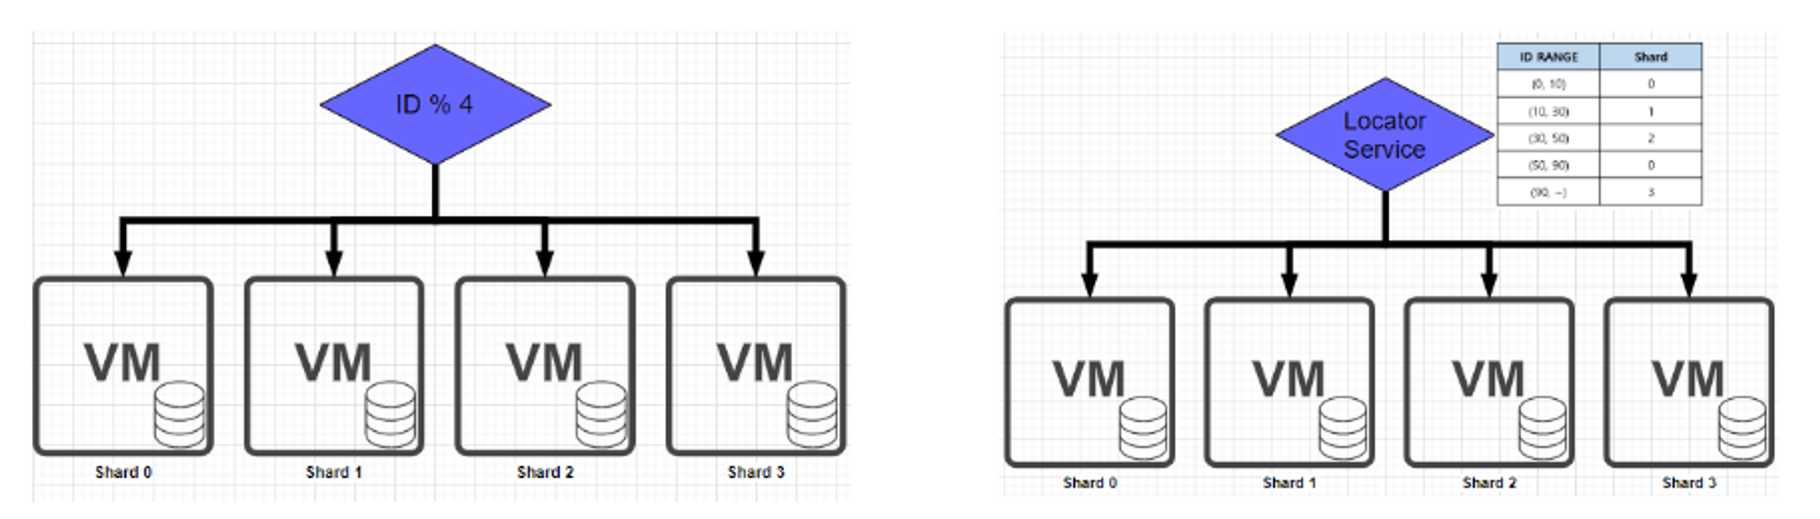 ID % 4
VM VM VM VM
Shard 0 Shard 1 Shard 2 Shard 3
Locator
Service
ID RANGE Shard
(0, 10) 0
(10, 30) 1
(30, 50) 2
(50, 90) 0
(90, ~) 3
VM VM VM VM
Shard 0 Shard 1 Shard 2 Shard 3